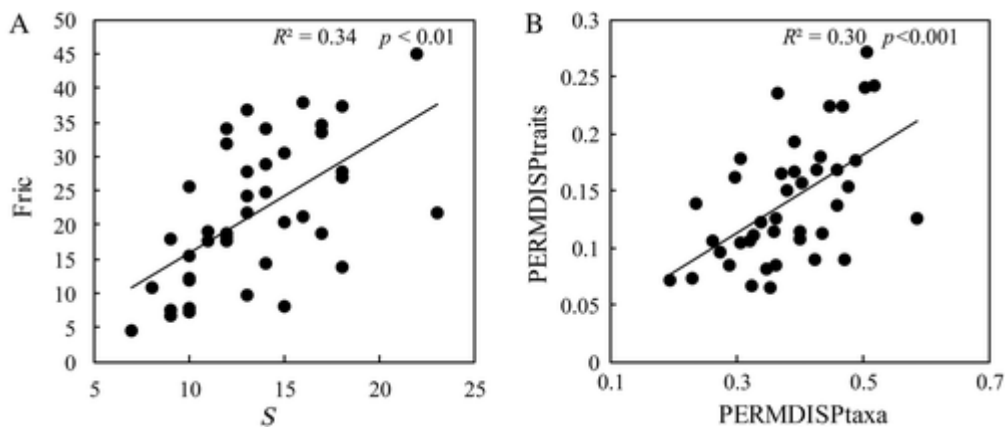 A
R² = 0.34 p < 0.01
50
45
40
35
30
25
20
15
10
5
0
Fric
5 10 15 20 25
S
B
R² = 0.30 p<0.001
0.3
0.25
0.2
0.15
0.1
0.05
0
PERMDISPtraits
0.1 0.3 0.5 0.7
PERMDISPtaxa